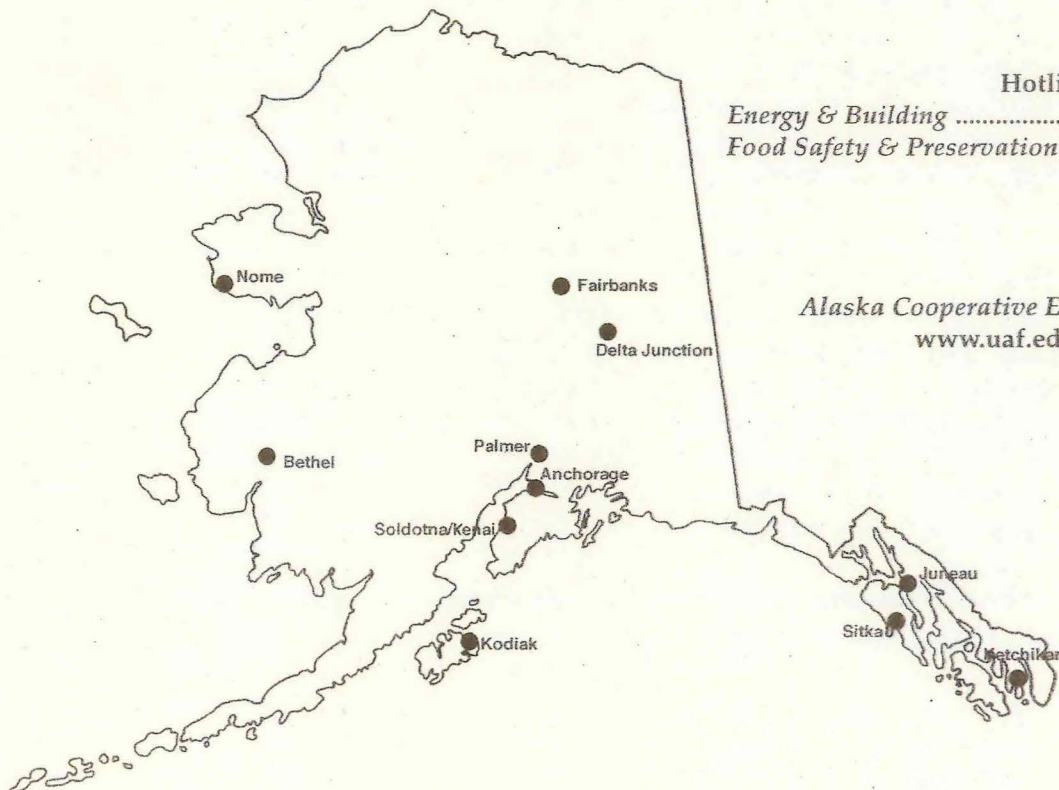 Hotli
Energy & Building .................
Food Safety & Preservation
Nome
Fairbanks
Alaska Cooperative E
www.uaf.ed
Delta Junction
Palmer
Bethel
Anchorage
Soldotna/Kenai
Juneau
Sitka
Kodiak
Ketchikan